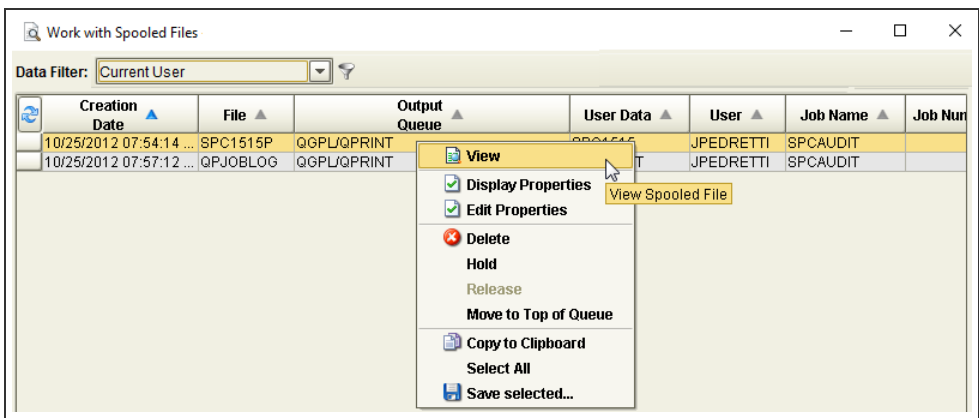 Work with Spooled Files
Data Filter: Current User
Creation Date File Output Queue User Data User Job Name Job Num
10/25/2012 07:54:14 ... SPC1515P QGPL/QPRINT SPC1515 JPEDRETTI SPCAUDIT
10/25/2012 07:57:12 ... QPJOBLOG QGPL/QPRINT T JPEDRETTI SPCAUDIT
View
Display Properties
View Spooled File
Edit Properties
Delete
Hold
Release
Move to Top of Queue
Copy to Clipboard
Select All
Save selected...